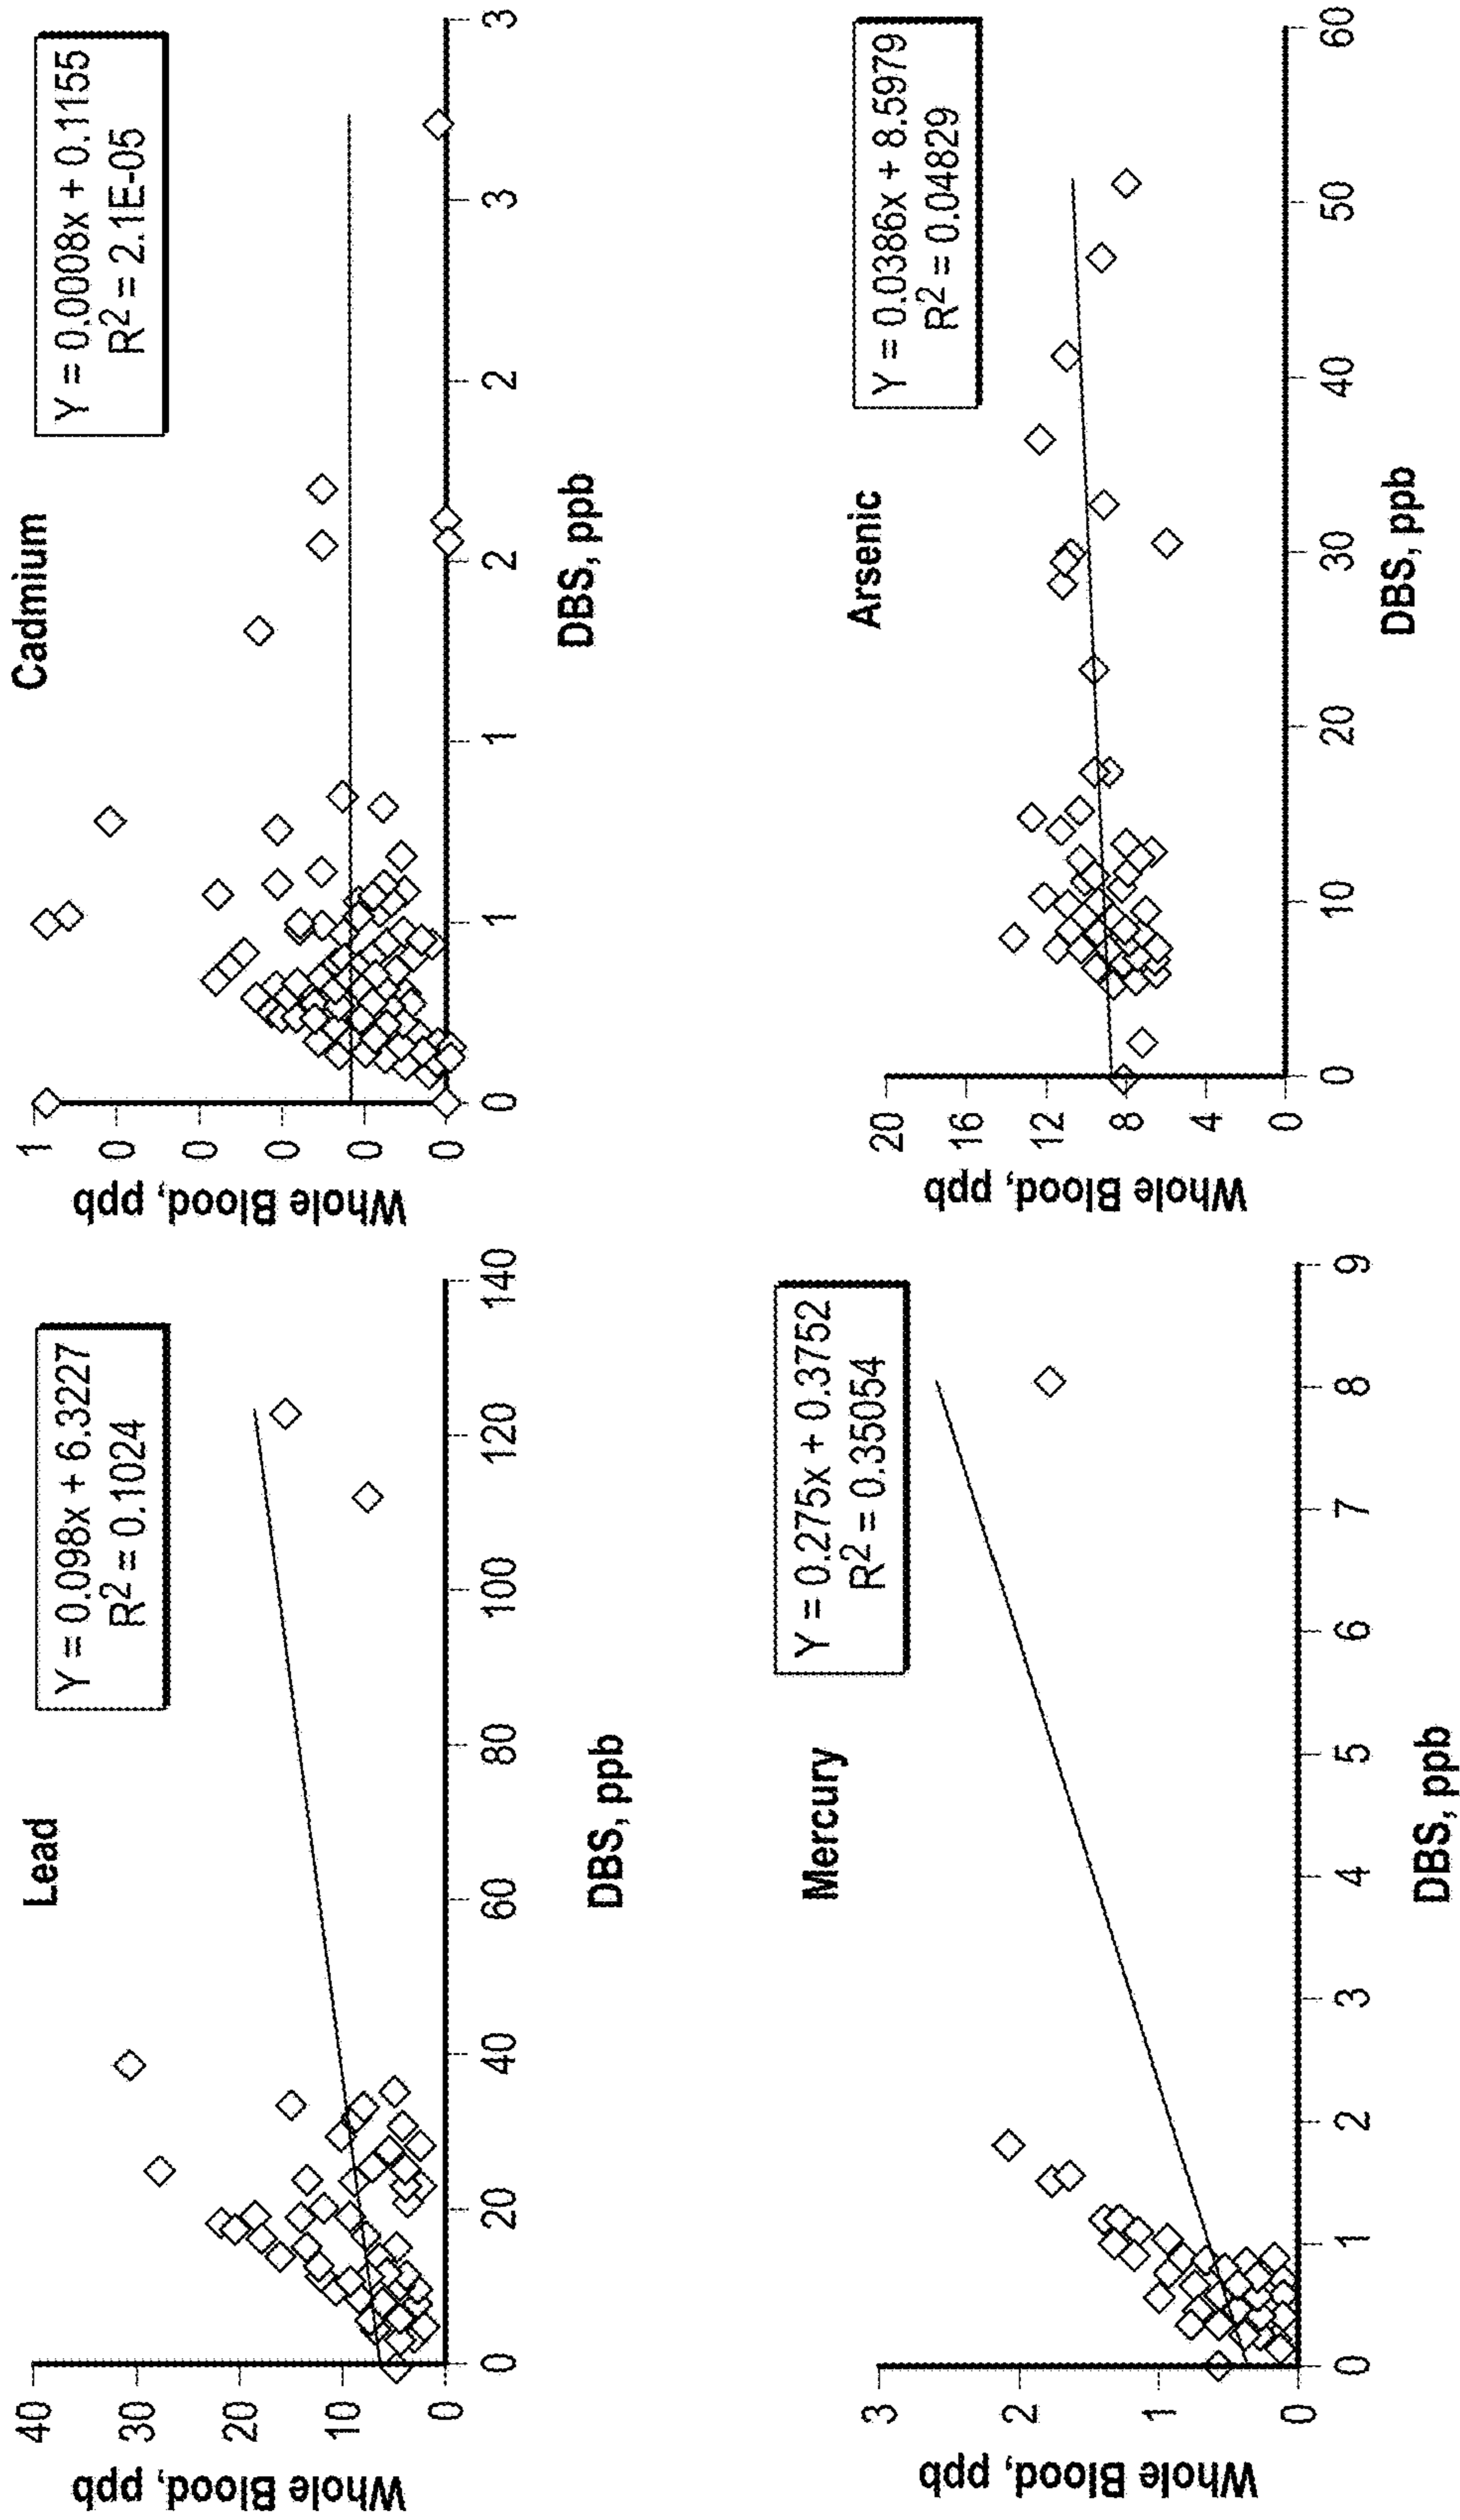 Lead
Y = 0.098x + 6.3227
R2 = 0.1024
Whole Blood, ppb
40
30
20
10
0
0 20 40 60 80 100 120 140
DBS, ppb
Cadmium
Y = 0.0008x + 0.1155
R2 = 2.1E-05
Whole Blood, ppb
1
0
0
0
0
0
0 1 1 2 2 3 3
DBS, ppb
Mercury
Y = 0.275x + 0.3752
R2 = 0.35054
Whole Blood, ppb
3
2
1
0
0 1 2 3 4 5 6 7 8 9
DBS, ppb
Arsenic
Y = 0.0386x + 8.5979
R2 = 0.04829
Whole Blood, ppb
20
16
12
8
4
0
0 10 20 30 40 50 60
DBS, ppb